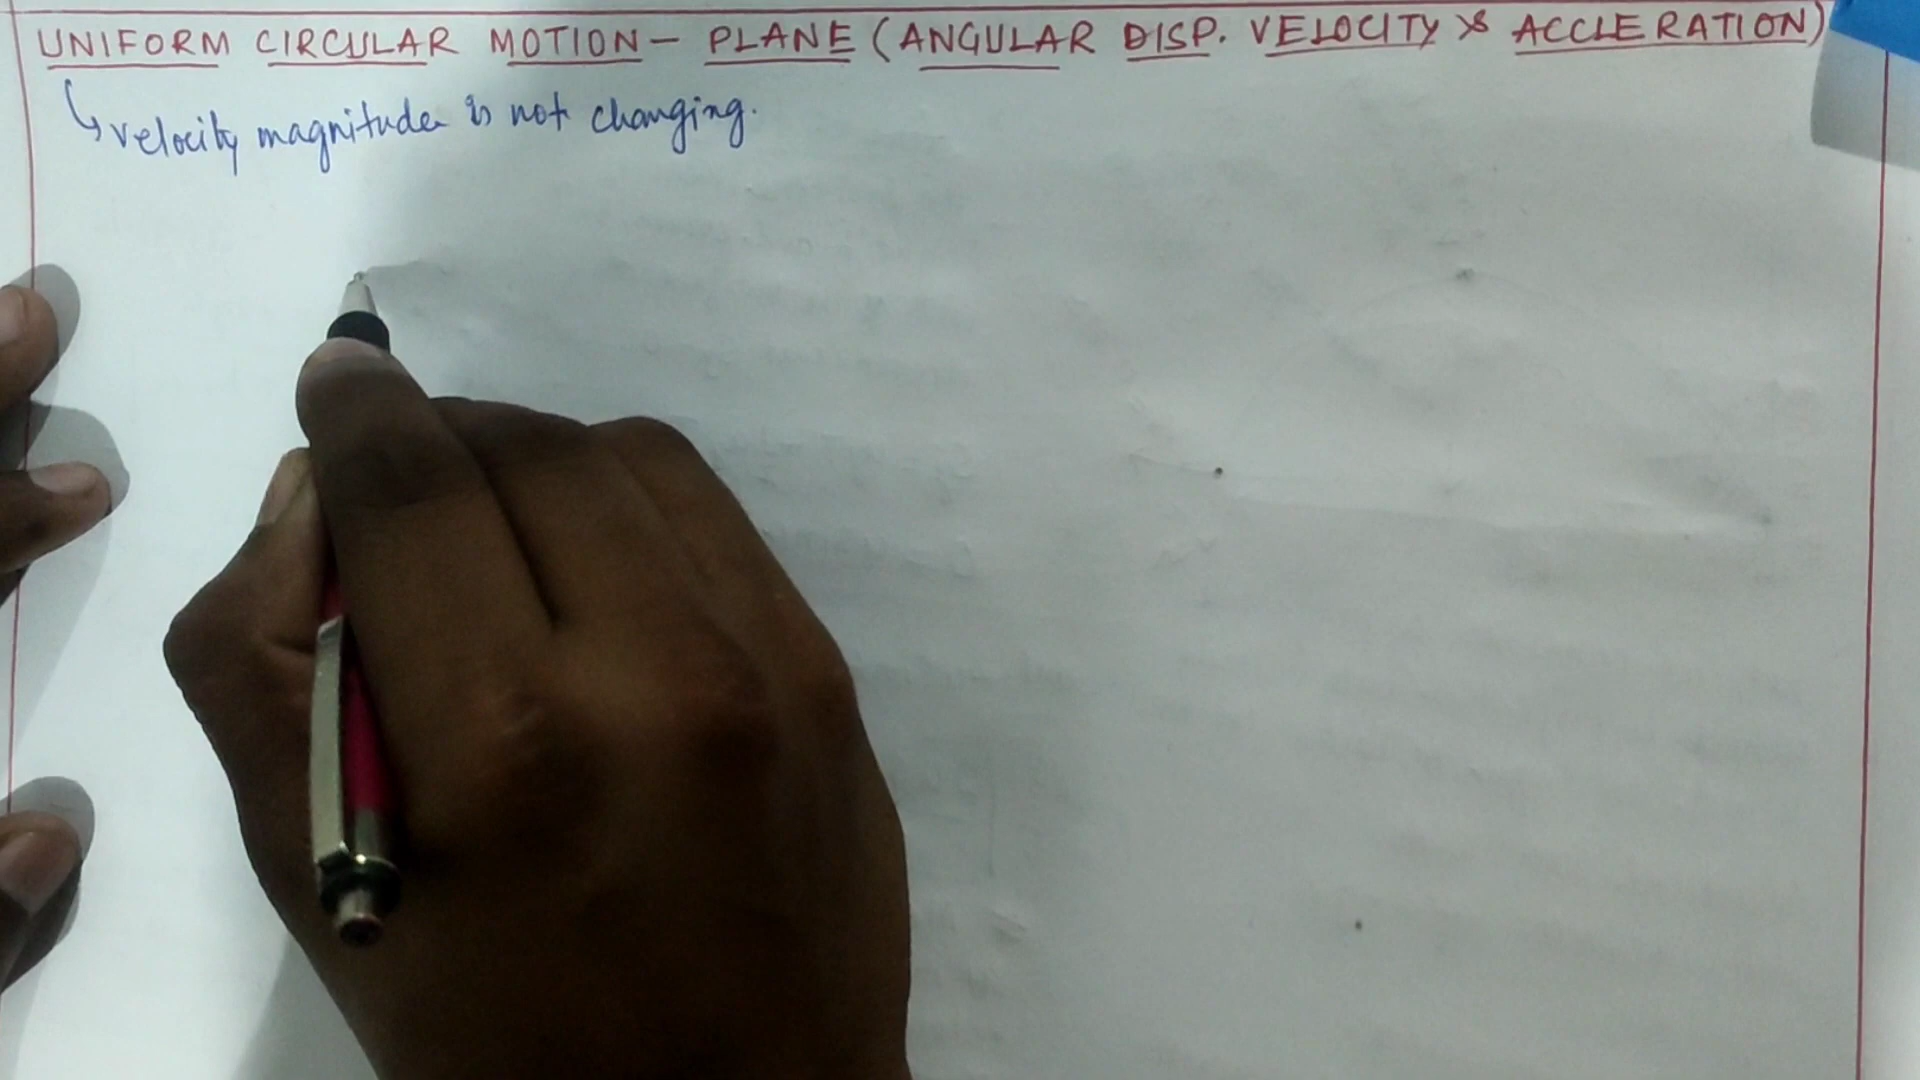 UNIFORM CIRCULAR MOTION - PLANE (ANGULAR DISP. VELOCITY & ACCLERATION)
↳ velocity magnitude is not changing.